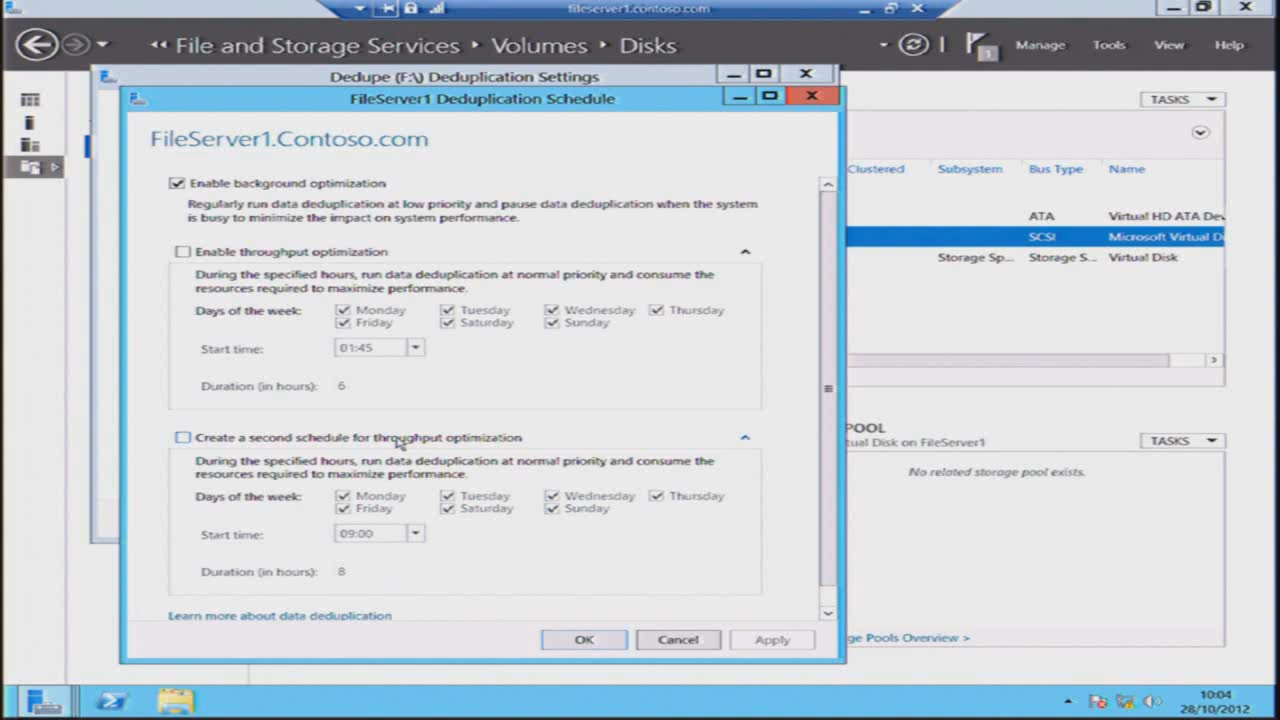 fileserver1.contoso.com
File and Storage Services Volumes Disks
1 Manage Tools View Help
Dedupe (F:\) Deduplication Settings
FileServer1 Deduplication Schedule
TASKS
FileServer1.Contoso.com
Clustered Subsystem Bus Type Name
Enable background optimization
Regularly run data deduplication at low priority and pause data deduplication when the system
is busy to minimize the impact on system performance.
ATA Virtual HD ATA Dev
SCSI Microsoft Virtual D
Storage Sp... Storage S... Virtual Disk
Enable throughput optimization
During the specified hours, run data deduplication at normal priority and consume the
resources required to maximize performance.
Days of the week: Monday Tuesday Wednesday Thursday
Friday Saturday Sunday
Start time: 01:45
Duration (in hours): 6
Create a second schedule for throughput optimization
During the specified hours, run data deduplication at normal priority and consume the
resources required to maximize performance.
Days of the week: Monday Tuesday Wednesday Thursday
Friday Saturday Sunday
Start time: 09:00
Duration (in hours): 8
Learn more about data deduplication
OK Cancel Apply
POOL
tual Disk on FileServer1
TASKS
No related storage pool exists.
ge Pools Overview >
10:04
28/10/2012